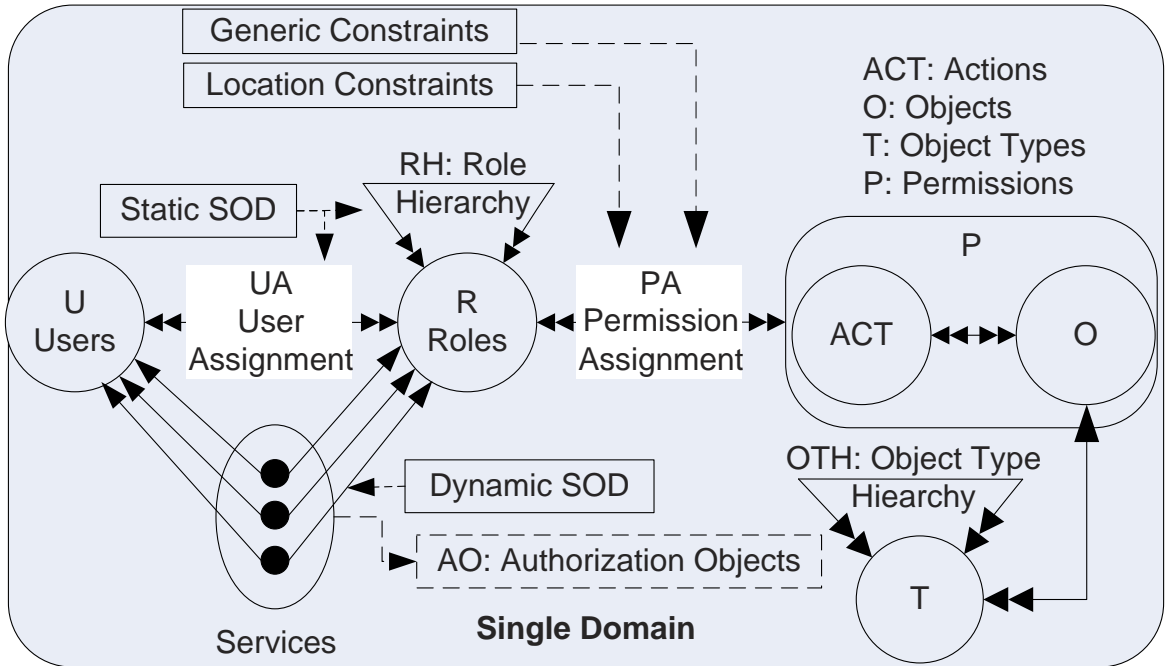 Generic Constraints
Location Constraints
ACT: Actions
O: Objects
T: Object Types
P: Permissions
RH: Role
Hierarchy
Static SOD
P
U
Users
UA
User
Assignment
R
Roles
PA
Permission
Assignment
ACT
O
OTH: Object Type
Hiearchy
Dynamic SOD
AO: Authorization Objects
T
Services
Single Domain